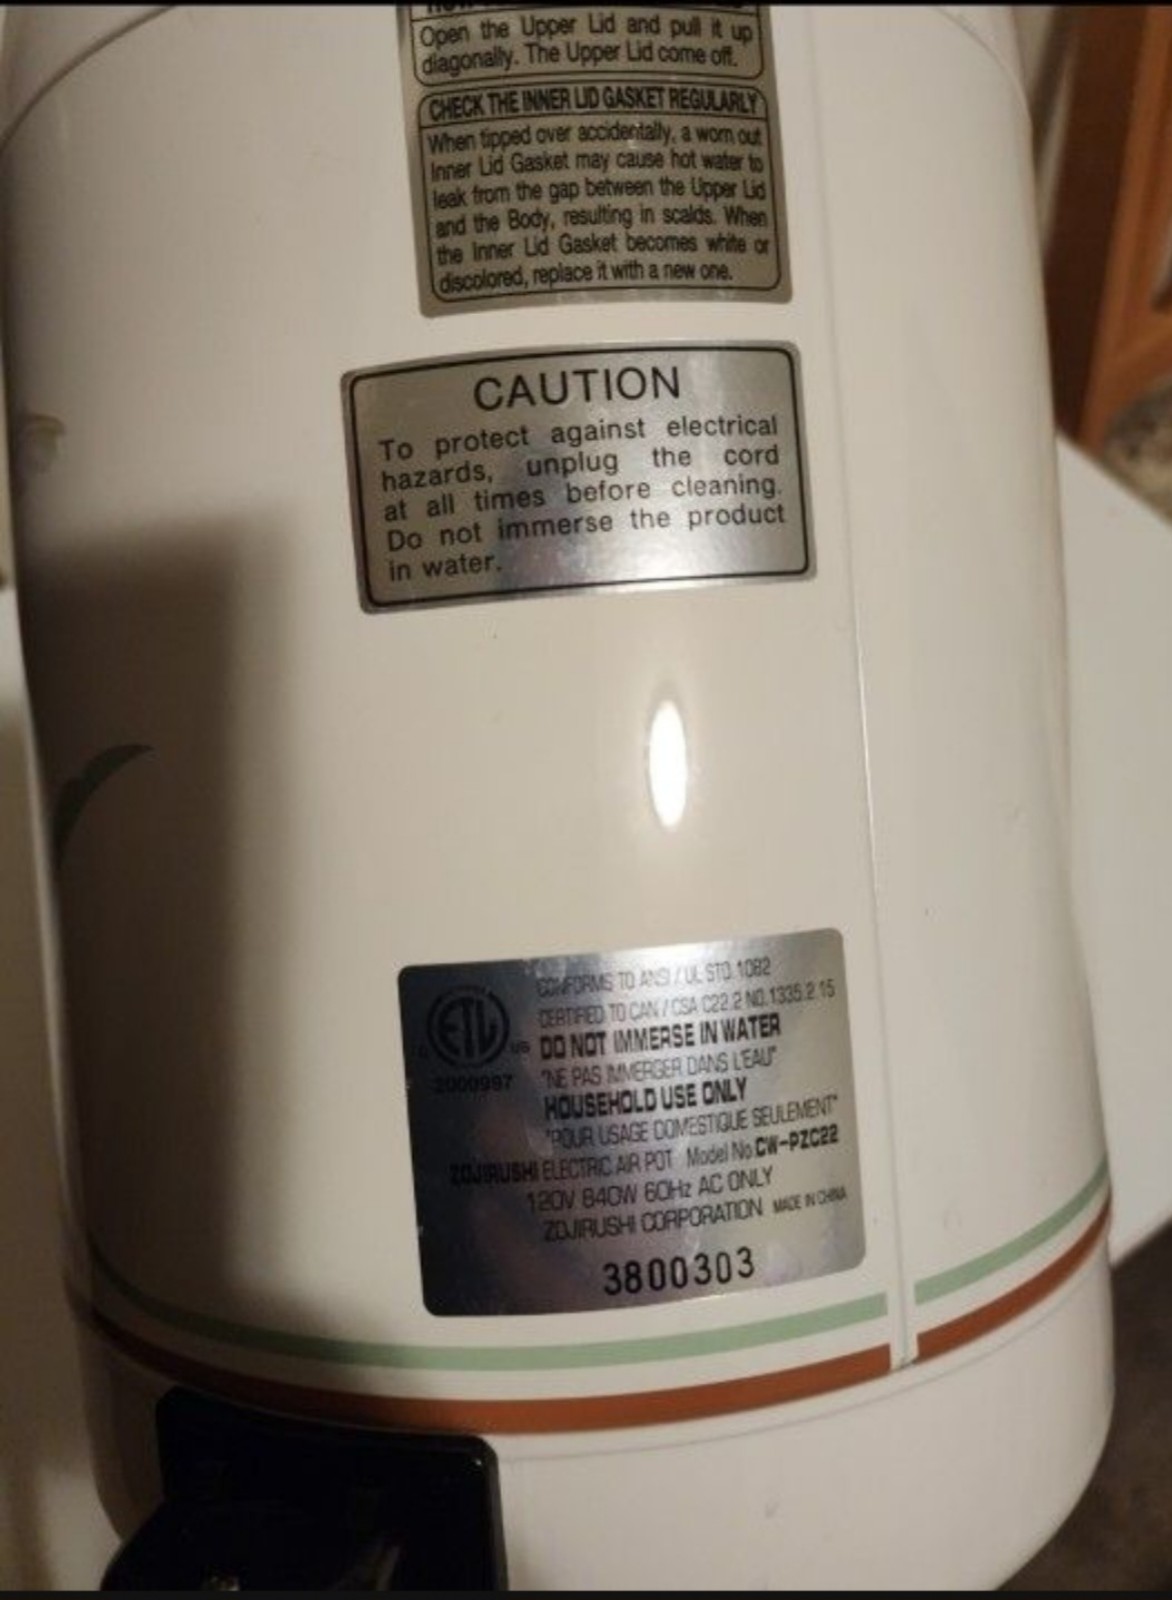 Open the Upper Lid and pull it up
diagonally. The Upper Lid come off.
CHECK THE INNER LID GASKET REGULARLY
When tipped over accidentally, a worn out
Inner Lid Gasket may cause hot water to
leak from the gap between the Upper Lid
and the Body, resulting in scalds. When
the Inner Lid Gasket becomes white or
discolored, replace it with a new one.
CAUTION
To protect against electrical
hazards, unplug the cord
at all times before cleaning.
Do not immerse the product
in water.
CONFORMS TO ANSI / UL STD. 1082
CERTIFIED TO CAN / CSA C22.2 NO.1335.2.15
ETL
us
2000997
DO NOT IMMERSE IN WATER
"NE PAS IMMERGER DANS L'EAU"
HOUSEHOLD USE ONLY
"POUR USAGE DOMESTIQUE SEULEMENT"
ZOJIRUSHI ELECTRIC AIR POT Model No.CW-PZC22
120V 840W 60Hz AC ONLY
ZOJIRUSHI CORPORATION MADE IN CHINA
3800303